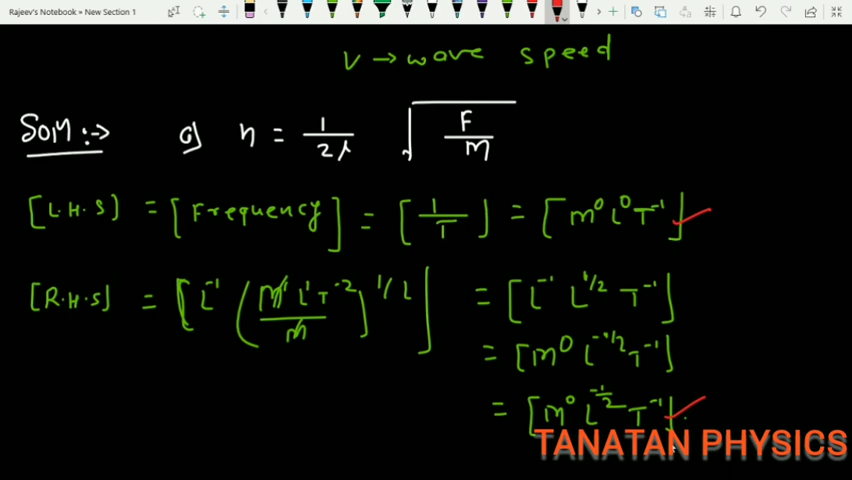 Rajeev's Notebook » New Section 1
V → wave speed
Soln :-> a) n = 1/2l √(F/m)
[L.H.S] = [Frequency] = [1/T] = [M⁰L⁰T⁻¹]
[R.H.S] = [L⁻¹ (M¹L¹T⁻²/M)^1/2] = [L⁻¹ L^1/2 T⁻¹]
= [M⁰ L^-1/2 T⁻¹]
= [M⁰ L^-1/2 T⁻¹]
TANATAN PHYSICS